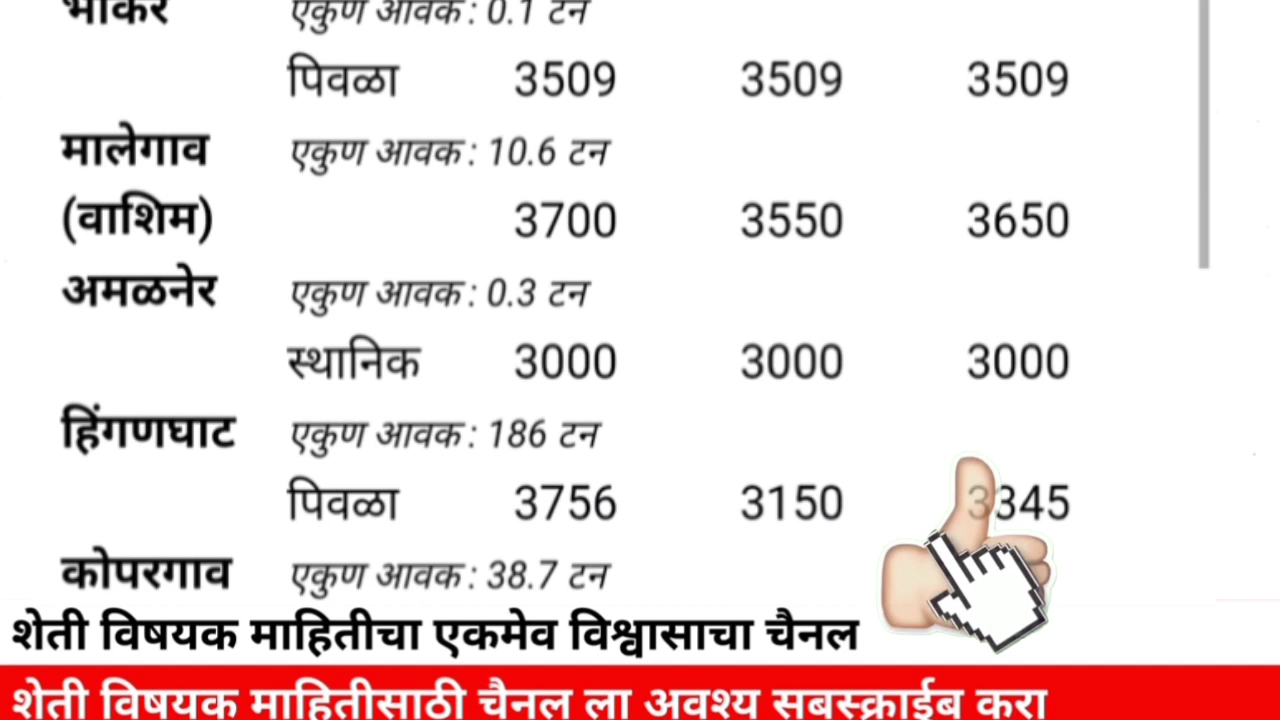 भोकर एकुण आवक : 0.1 टन
पिवळा 3509 3509 3509
मालेगाव एकुण आवक : 10.6 टन
(वाशिम) 3700 3550 3650
अमळनेर एकुण आवक : 0.3 टन
स्थानिक 3000 3000 3000
हिंगणघाट एकुण आवक : 186 टन
पिवळा 3756 3150 3345
कोपरगाव एकुण आवक : 38.7 टन
शेती विषयक माहितीचा एकमेव विश्वासाचा चैनल
शेती विषयक माहितीसाठी चैनल ला अवश्य सबस्क्राईब करा